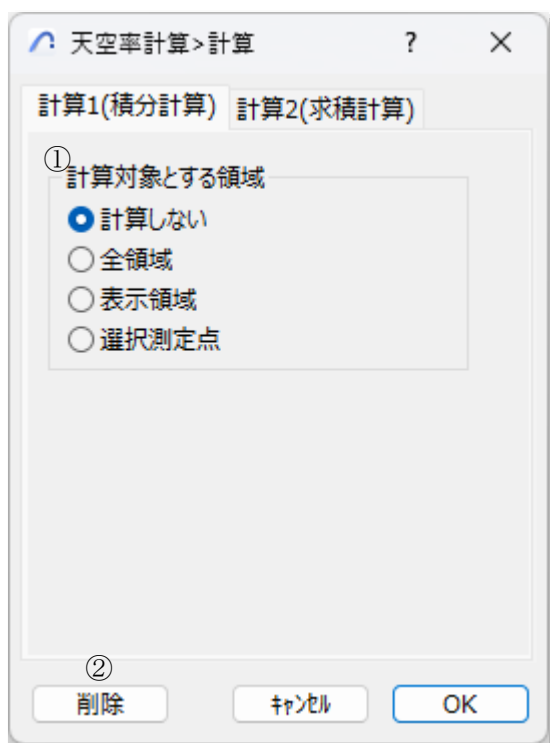 天空率計算>計算 ? ×
計算1(積分計算) 計算2(求積計算)
①
計算対象とする領域
計算しない
全領域
表示領域
選択測定点
②
削除 ｷｬﾝｾﾙ OK